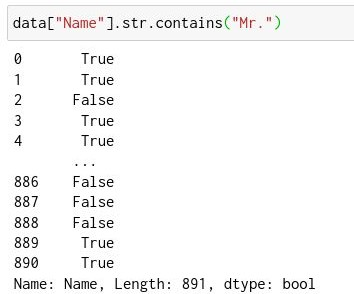 data["Name"].str.contains("Mr.")
0       True
1       True
2      False
3       True
4       True
       ...
886    False
887    False
888    False
889     True
890     True
Name: Name, Length: 891, dtype: bool